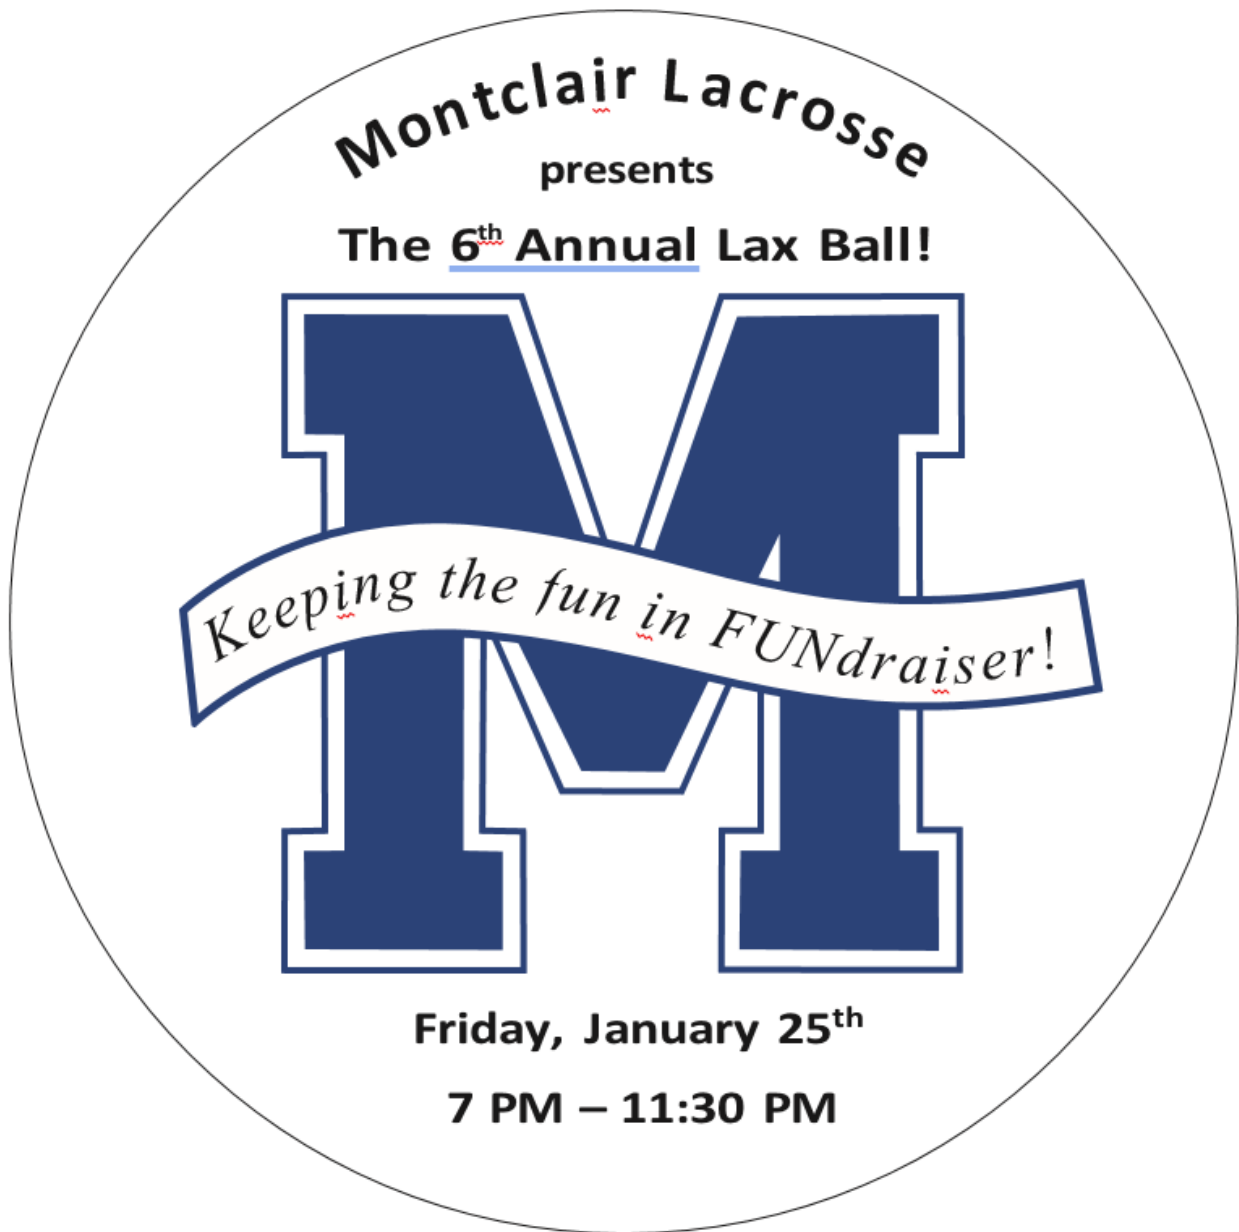 Montclair Lacrosse
presents
The 6th Annual Lax Ball!
M
Keeping the fun in FUNdraiser!
Friday, January 25th
7 PM – 11:30 PM